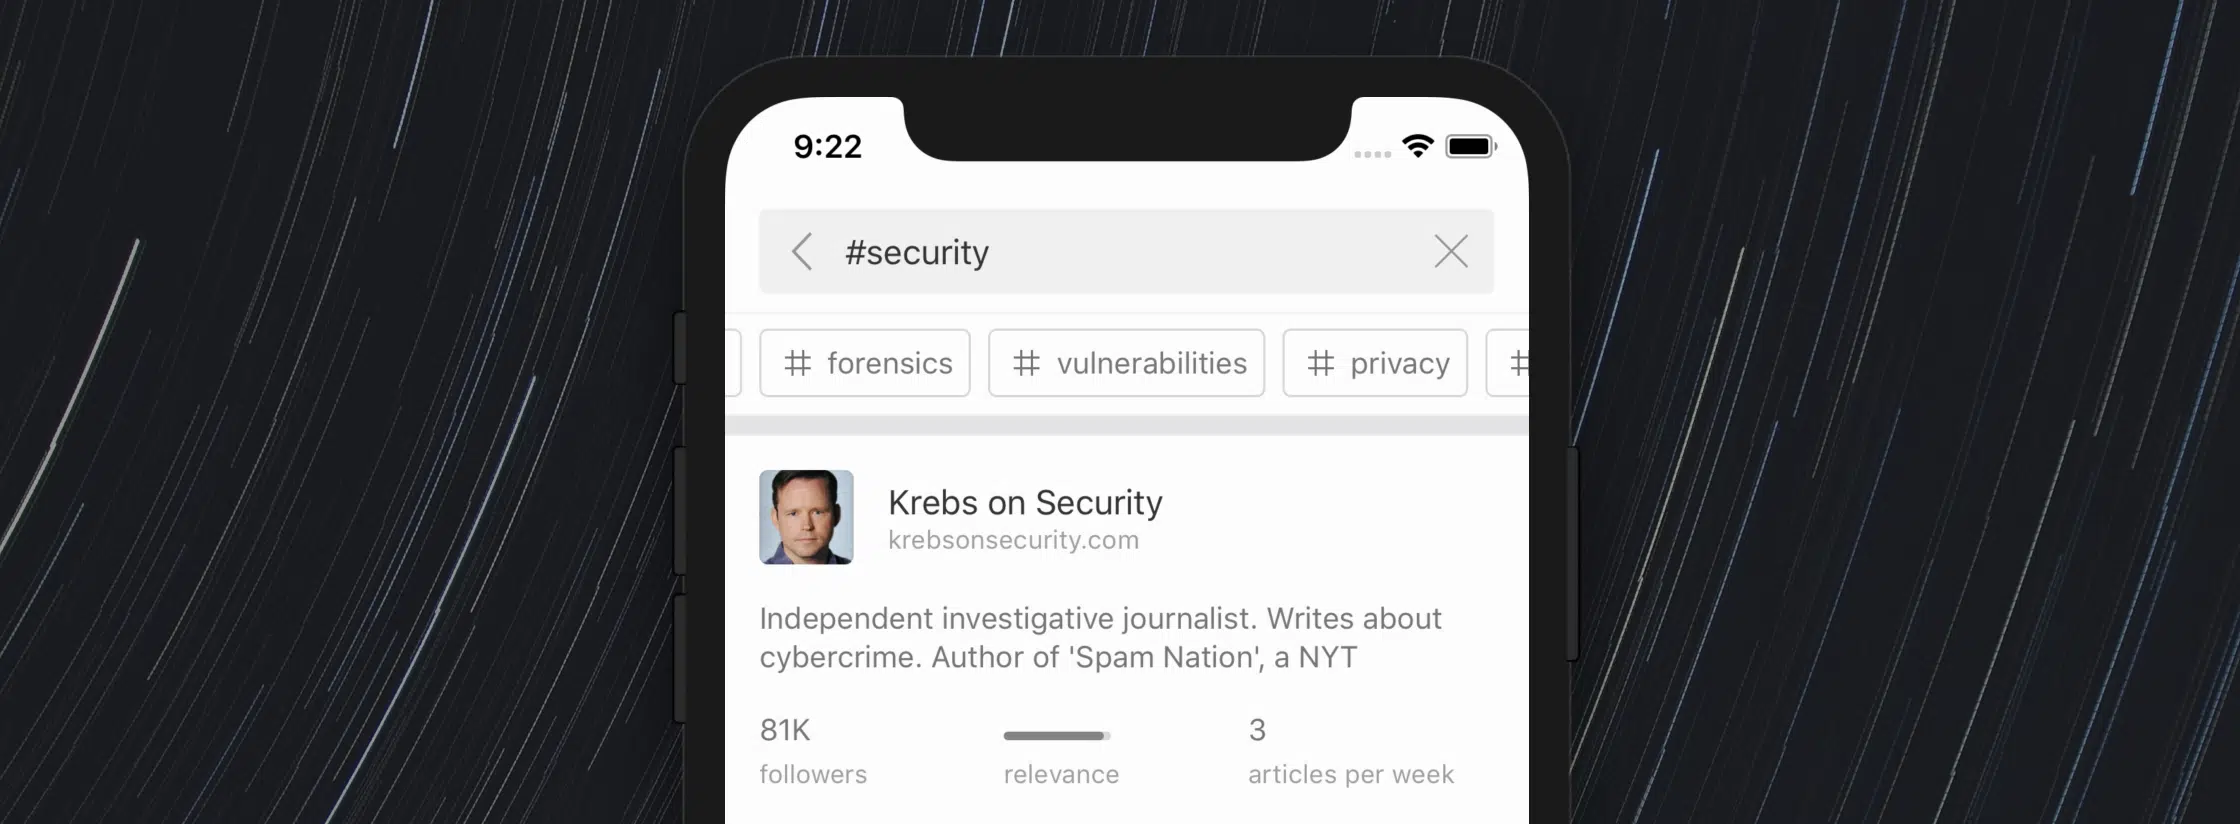 9:22
#security
# forensics
# vulnerabilities
# privacy
#
Krebs on Security
krebsonsecurity.com
Independent investigative journalist. Writes about
cybercrime. Author of 'Spam Nation', a NYT
81K
3
followers
relevance
articles per week